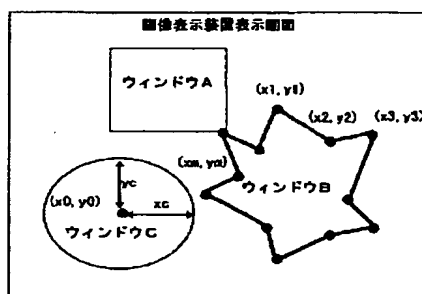 画像表示装置表示画面
ウィンドウA
(x1, y1)
(x2, y2)
(x3, y3)
(xm, ym)
ウィンドウB
yc
(x0, y0)
xc
ウィンドウC